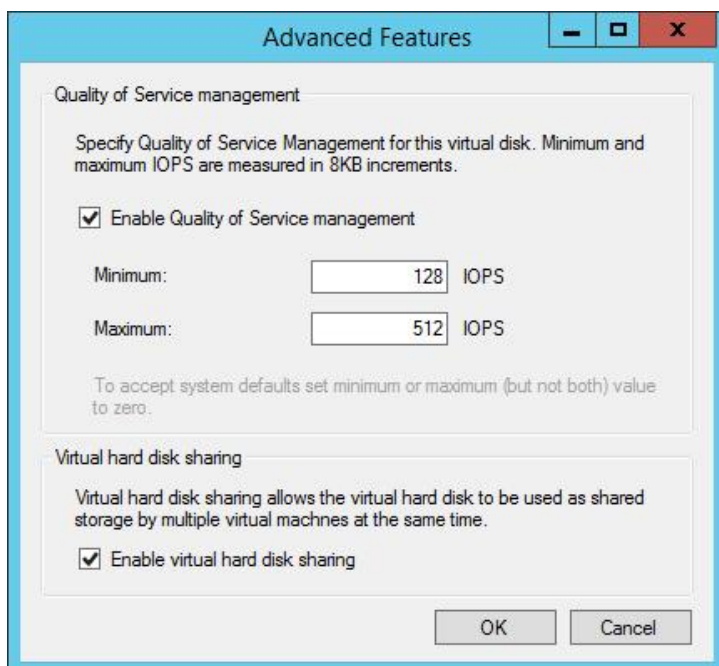 Advanced Features
Quality of Service management
Specify Quality of Service Management for this virtual disk. Minimum and
maximum IOPS are measured in 8KB increments.
Enable Quality of Service management
Minimum: 128 IOPS
Maximum: 512 IOPS
To accept system defaults set minimum or maximum (but not both) value
to zero.
Virtual hard disk sharing
Virtual hard disk sharing allows the virtual hard disk to be used as shared
storage by multiple virtual machnes at the same time.
Enable virtual hard disk sharing
OK Cancel